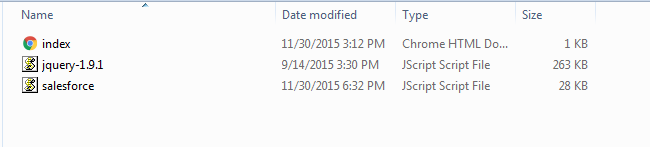 Name Date modified Type Size
index 11/30/2015 3:12 PM Chrome HTML Do... 1 KB
jquery-1.9.1 9/14/2015 3:30 PM JScript Script File 263 KB
salesforce 11/30/2015 6:32 PM JScript Script File 28 KB